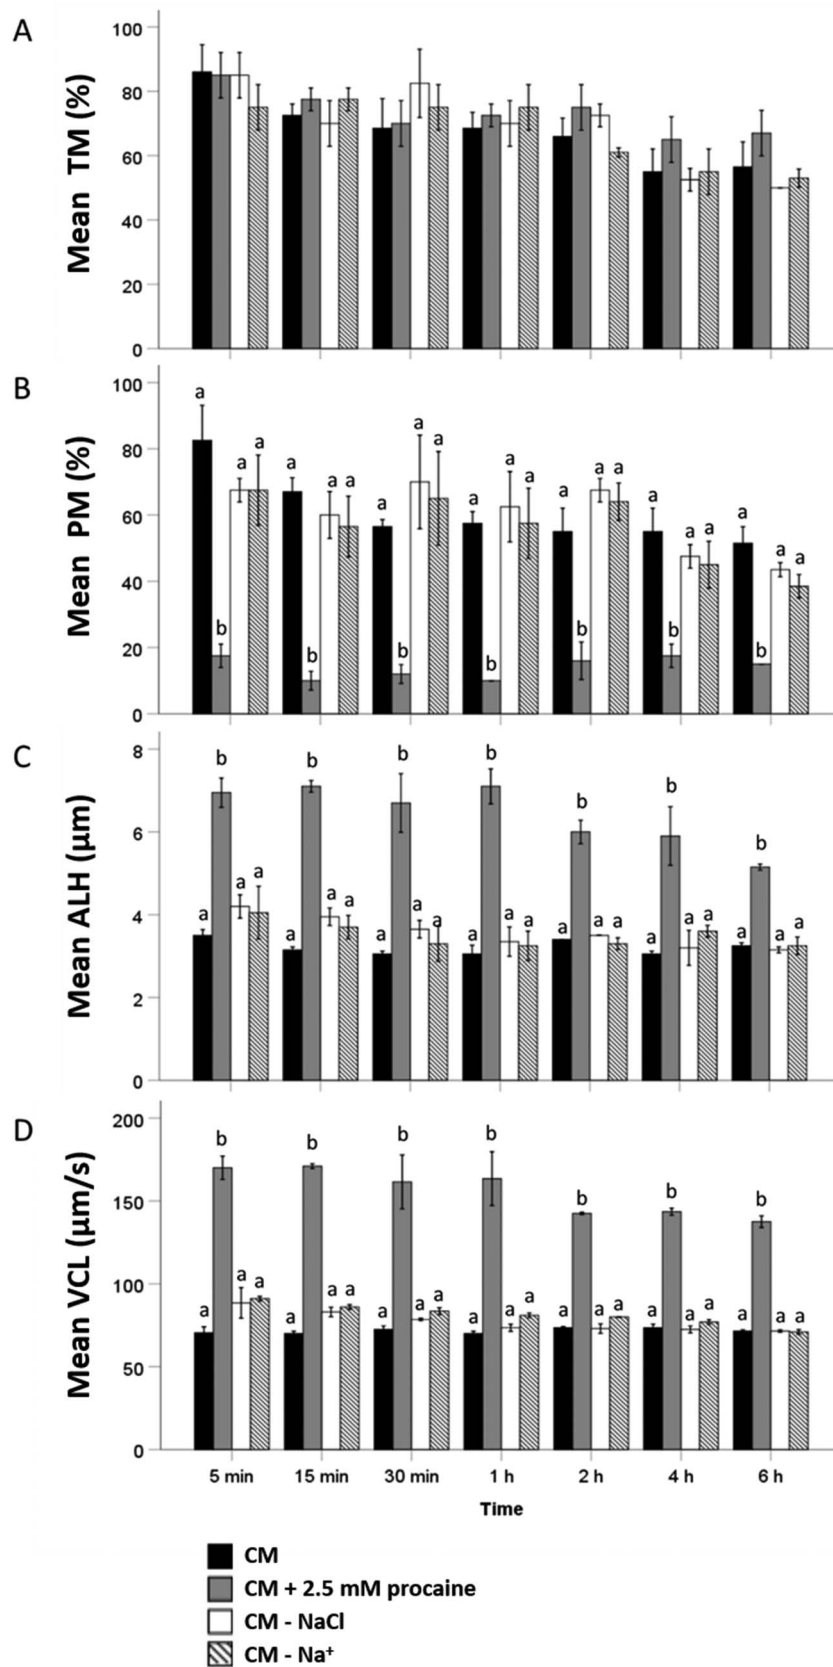 A
Mean TM (%)
100
80
60
40
20
0
B
Mean PM (%)
100
80
60
40
20
0
a b a a
a b a a
a b a a
a b a a
a b a a
a b a a
a b a a
C
Mean ALH (µm)
8
6
4
2
0
a b a a
a b a a
a b a a
a b a a
a b a a
a b a a
a b a a
D
Mean VCL (µm/s)
200
150
100
50
0
a b a a
a b a a
a b a a
a b a a
a b a a
a b a a
a b a a
5 min 15 min 30 min 1 h 2 h 4 h 6 h
Time
CM
CM + 2.5 mM procaine
CM - NaCl
CM - Na⁺